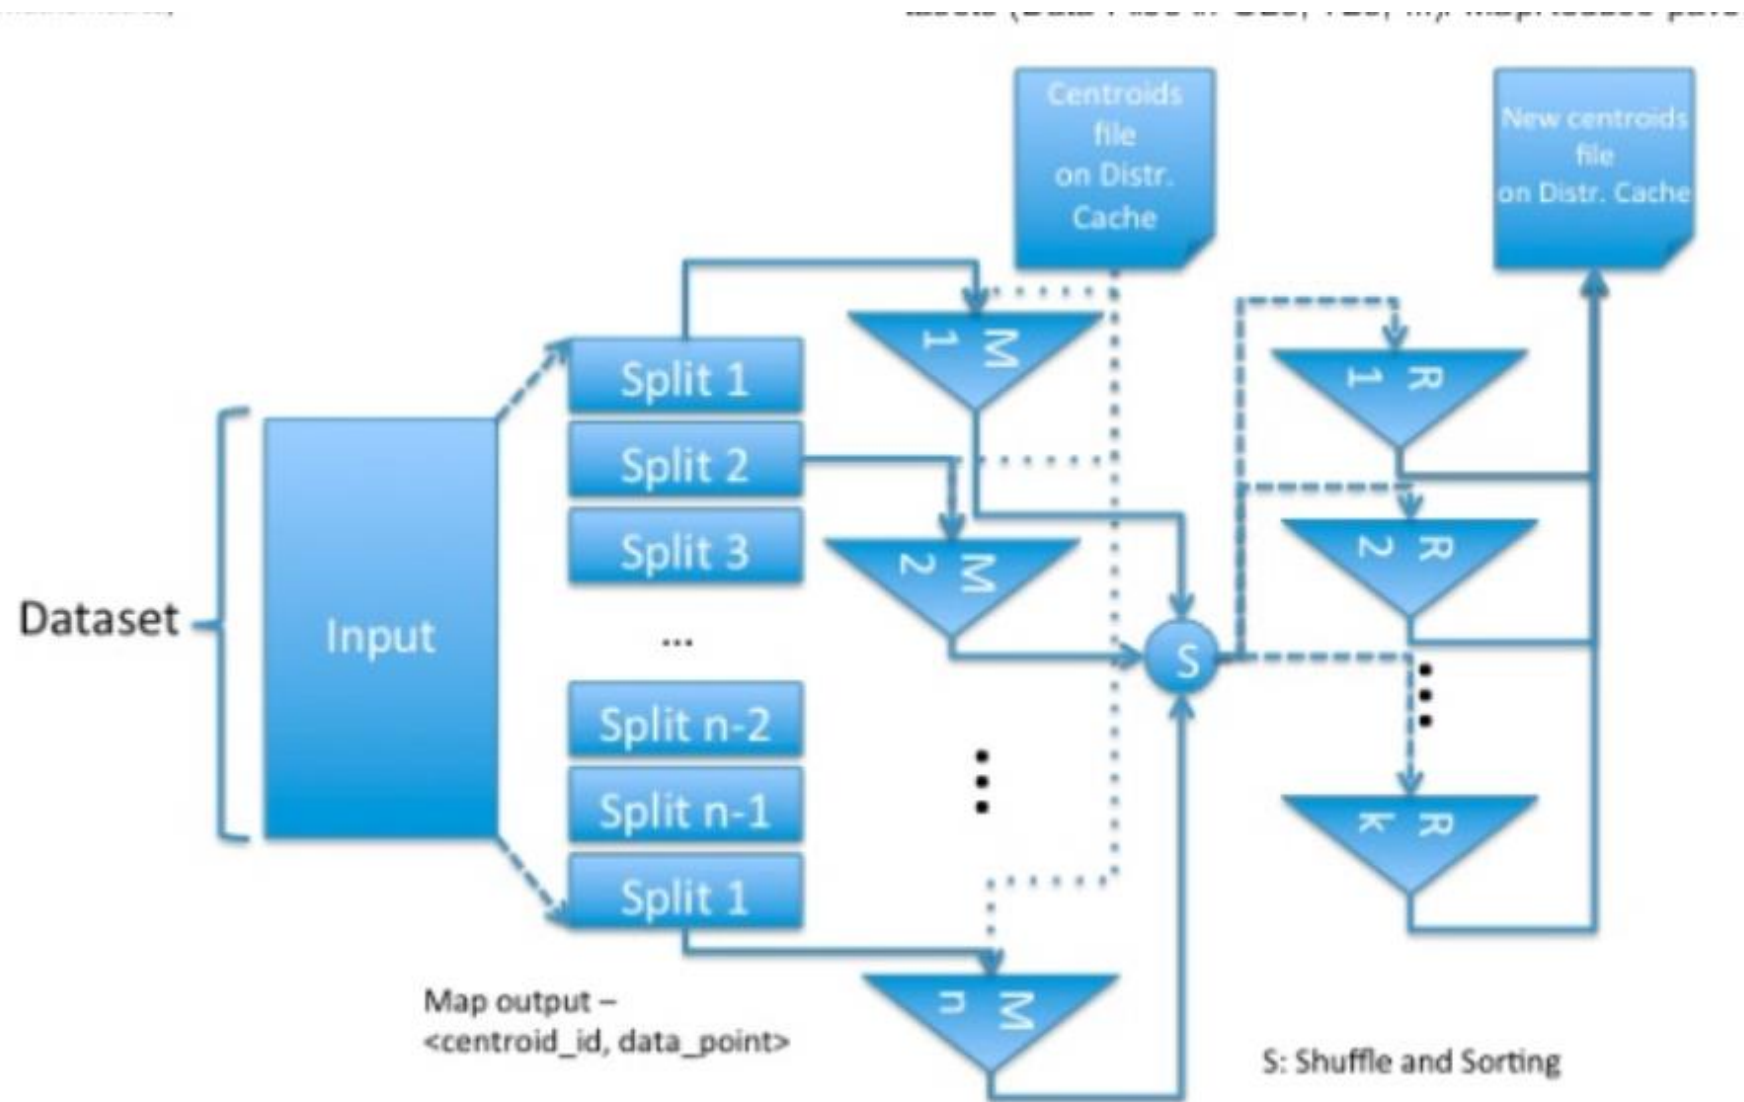 Centroids
file
on Distr.
Cache
New centroids
file
on Distr. Cache
Dataset
Input
Split 1
Split 2
Split 3
...
Split n-2
Split n-1
Split 1
M
1
M
2
M
n
S
R
1
R
2
R
k
Map output –
<centroid_id, data_point>
S: Shuffle and Sorting